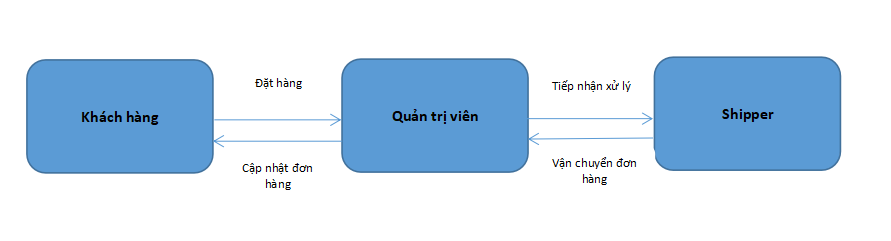 Đặt hàng
Tiếp nhận xử lý
Khách hàng
Quản trị viên
Shipper
Cập nhật đơn
hàng
Vận chuyển đơn
hàng